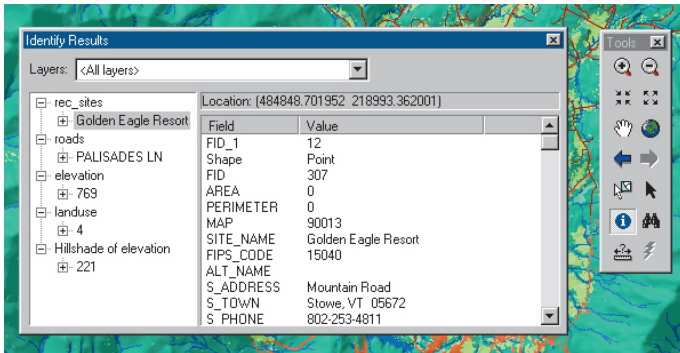 Identify Results
Tools
Layers: <All layers>
rec_sites
Golden Eagle Resort
roads
PALISADES LN
elevation
769
landuse
4
Hillshade of elevation
221
Location: (484848.701952 218993.362001)
Field Value
FID_1 12
Shape Point
FID 307
AREA 0
PERIMETER 0
MAP 90013
SITE_NAME Golden Eagle Resort
FIPS_CODE 15040
ALT_NAME
S_ADDRESS Mountain Road
S_TOWN Stowe, VT 05672
S_PHONE 802-253-4811